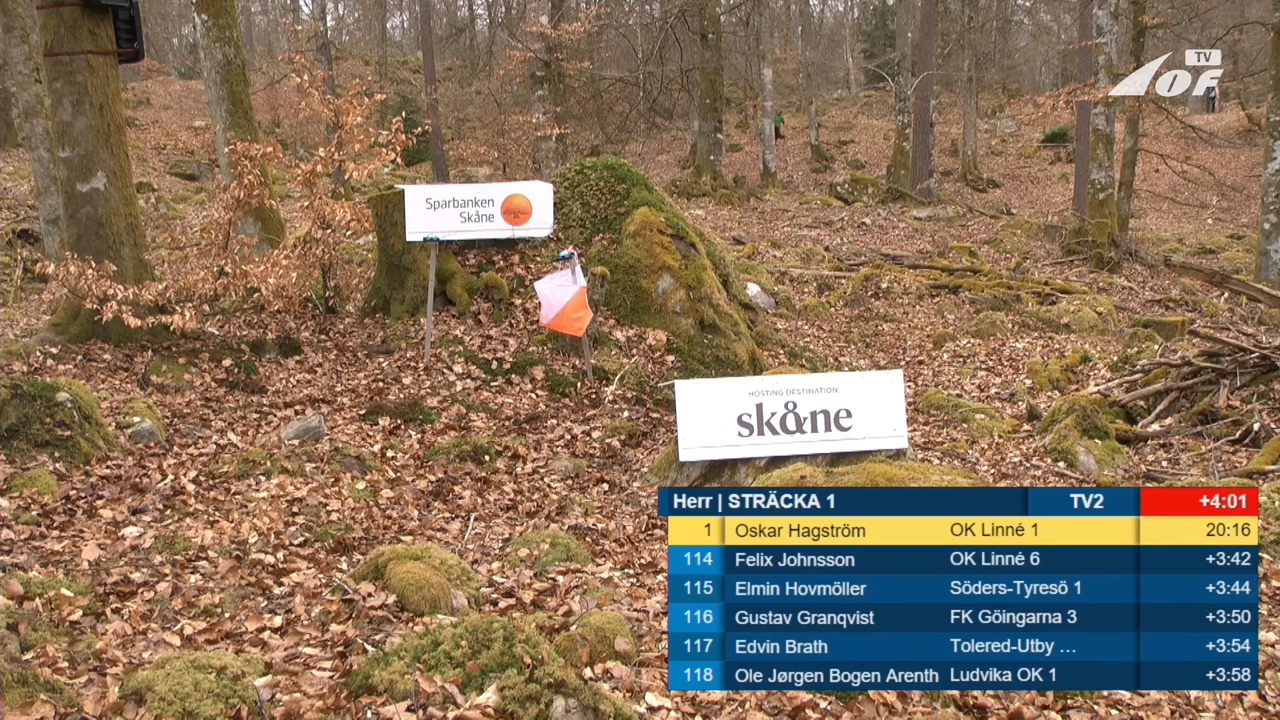 TV
OF
Sparbanken
Skåne
HOSTING DESTINATION:
skåne
Herr | STRÄCKA 1 TV2 +4:01
1 Oskar Hagström OK Linné 1 20:16
114 Felix Johnsson OK Linné 6 +3:42
115 Elmin Hovmöller Söders-Tyresö 1 +3:44
116 Gustav Granqvist FK Göingarna 3 +3:50
117 Edvin Brath Tolered-Utby ... +3:54
118 Ole Jørgen Bogen Arenth Ludvika OK 1 +3:58